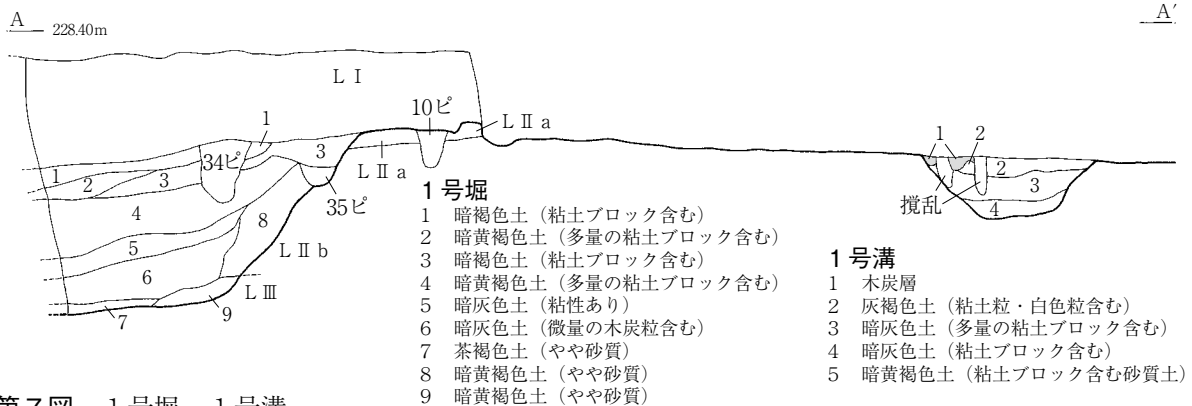 A 228.40m A′
L Ⅰ
10ピ
L Ⅱ a
1
34ピ
3
L Ⅱ a
1 2 3
35ピ
4
8
5
L Ⅱ b
6
L Ⅲ
7 9
1 2
2
3
撹乱
4
1号堀
1 暗褐色土（粘土ブロック含む）
2 暗黄褐色土（多量の粘土ブロック含む）
3 暗褐色土（粘土ブロック含む）
4 暗黄褐色土（多量の粘土ブロック含む）
5 暗灰色土（粘性あり）
6 暗灰色土（微量の木炭粒含む）
7 茶褐色土（やや砂質）
8 暗黄褐色土（やや砂質）
9 暗黄褐色土（やや砂質）
1号溝
1 木炭層
2 灰褐色土（粘土粒・白色粒含む）
3 暗灰色土（多量の粘土ブロック含む）
4 暗灰色土（粘土ブロック含む）
5 暗黄褐色土（粘土ブロック含む砂質土）
第7図 1号堀、1号溝